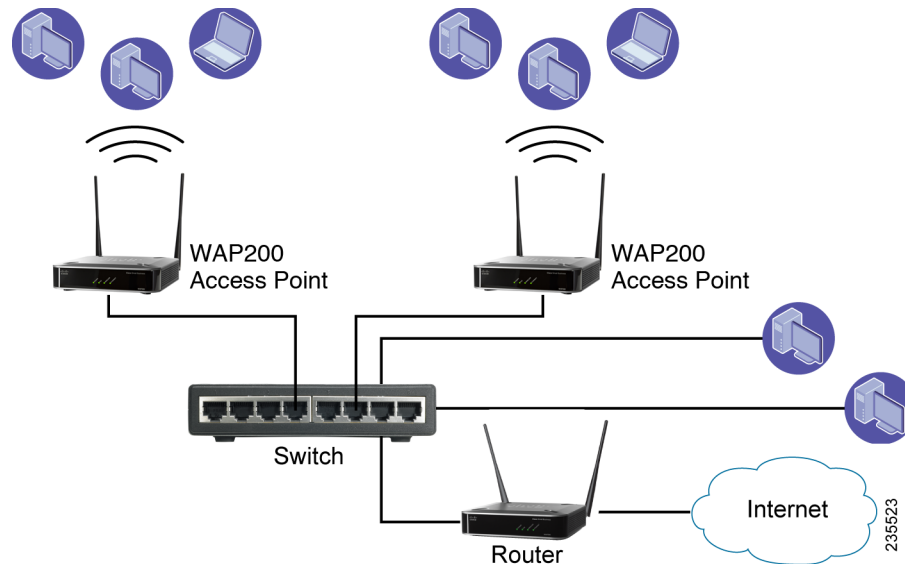 WAP200
Access Point
WAP200
Access Point
Switch
Router
Internet
235523